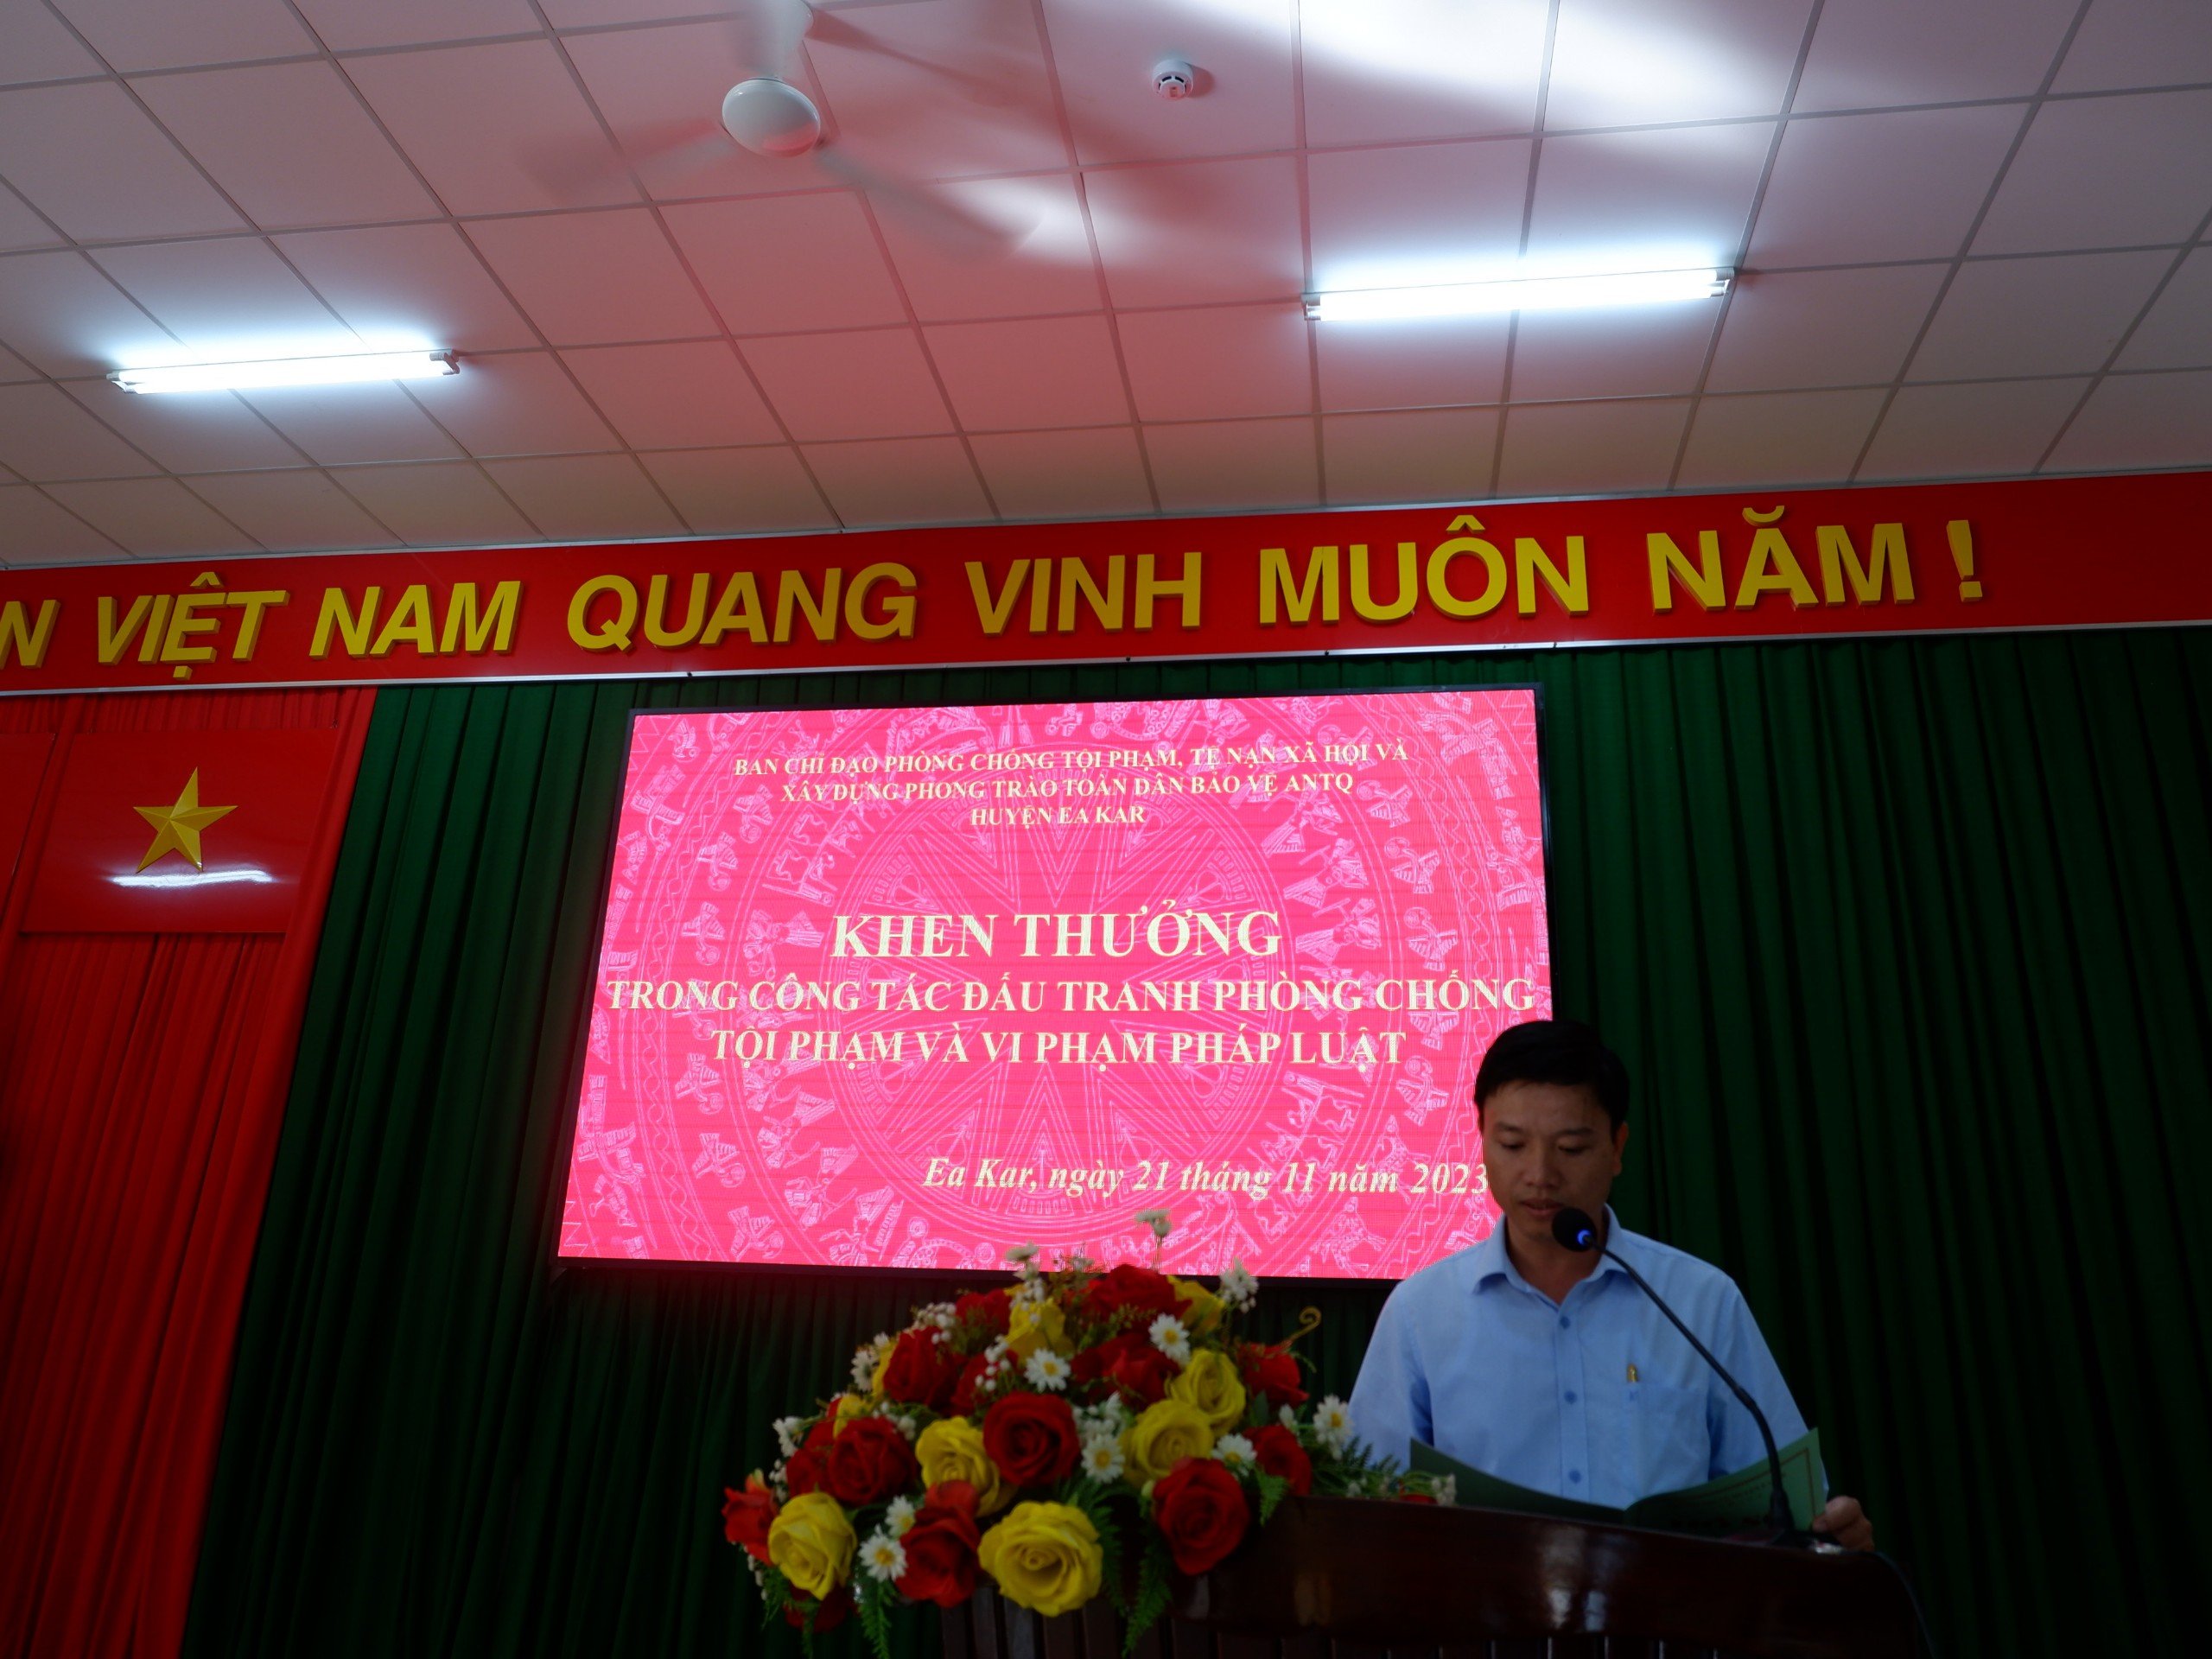 N VIỆT NAM QUANG VINH MUÔN NĂM !
BAN CHỈ ĐẠO PHÒNG CHỐNG TỘI PHẠM, TỆ NẠN XÃ HỘI VÀ
XÂY DỰNG PHONG TRÀO TOÀN DÂN BẢO VỆ ANTQ
HUYỆN EA KAR
KHEN THƯỞNG
TRONG CÔNG TÁC ĐẤU TRANH PHÒNG CHỐNG
TỘI PHẠM VÀ VI PHẠM PHÁP LUẬT
Ea Kar, ngày 21 tháng 11 năm 2023